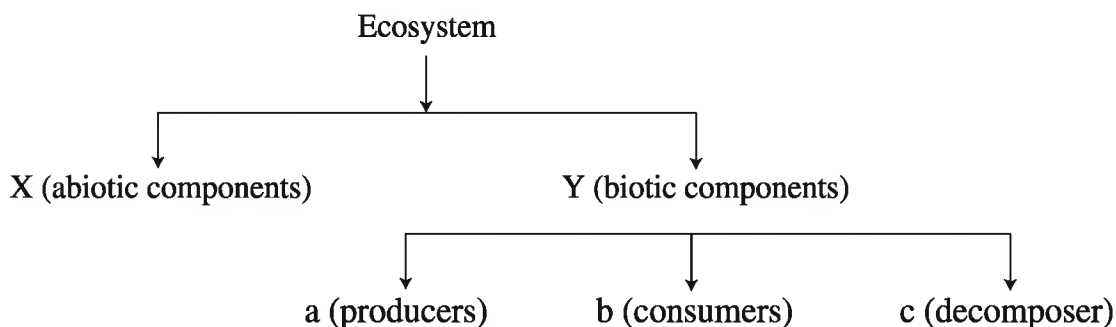 Ecosystem
X (abiotic components) Y (biotic components)
a (producers) b (consumers) c (decomposer)